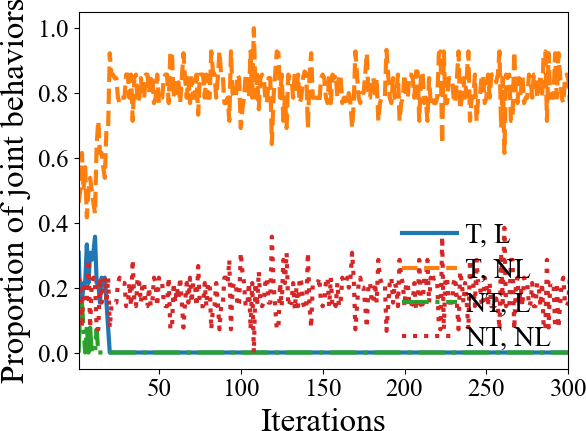 Proportion of joint behaviors
1.0
0.8
0.6
0.4
0.2
0.0
T, L
T, NL
NT, L
NT, NL
50
100
150
200
250
300
Iterations